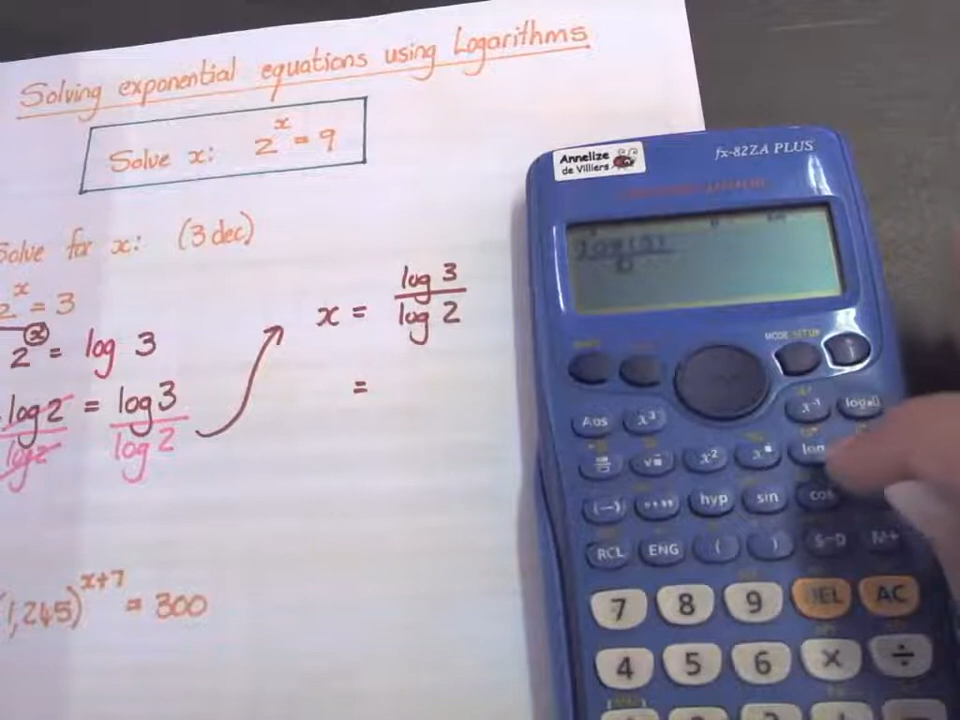 Solving exponential equations using Logarithms
Solve x: 2^x = 9
Solve for x: (3 dec)
2^x = 3
2^x = log 3
log 2 = log 3
log 2 log 2
x = log 3
log 2
=
(1,245)^x+7 = 300
Annelize
de Villiers
fx-82ZA PLUS
MODE SETUP
Abs x³ x⁻¹
√■ x² x■
(−) hyp sin cos
RCL ENG ( ) S⇔D M+
7 8 9 DEL AC
4 5 6 × ÷